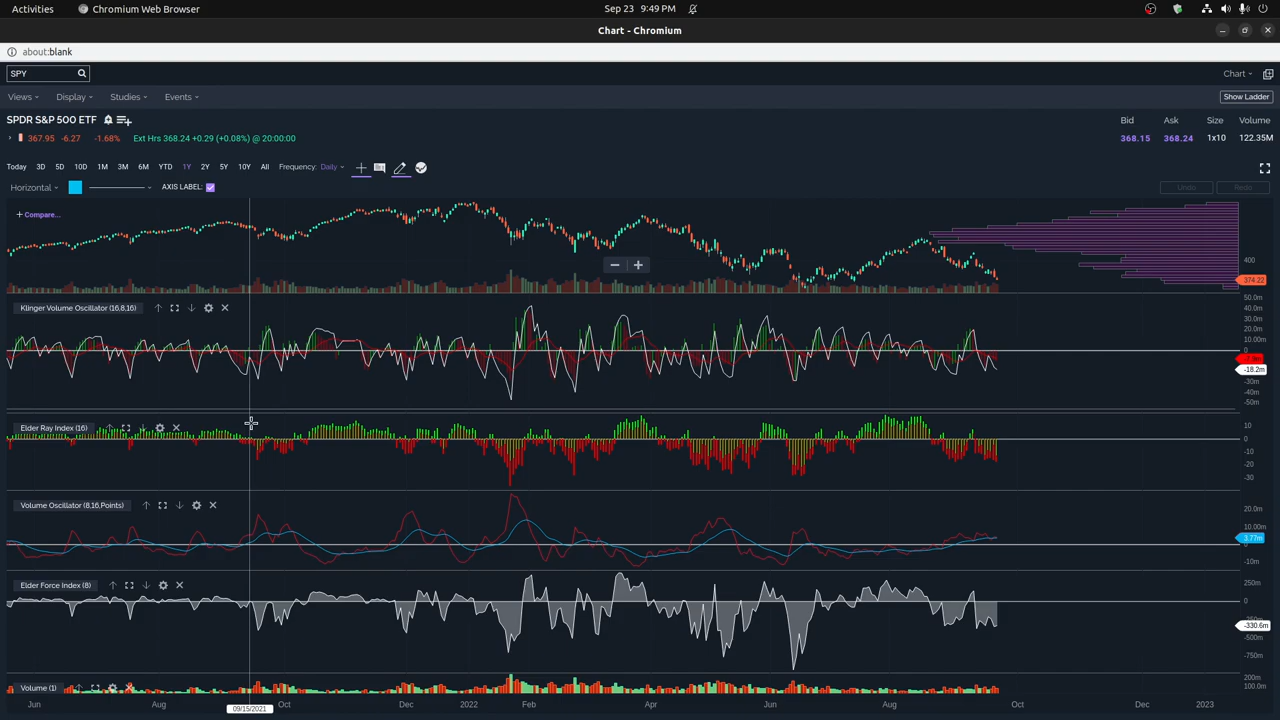 Activities Chromium Web Browser Sep 23 9:49 PM
Chart - Chromium
about:blank
SPY Chart
Views Display Studies Events Show Ladder
SPDR S&P 500 ETF Bid Ask Size Volume
367.95 -6.27 -1.68% Ext Hrs 368.24 +0.29 (+0.08%) @ 20:00:00 368.15 368.24 1x10 122.35M
Today 3D 5D 10D 1M 3M 6M YTD 1Y 2Y 5Y 10Y All Frequency: Daily
Horizontal AXIS LABEL: Undo Redo
+ Compare...
400
374.22
50.0m
Klinger Volume Oscillator (16,8,16)
40.0m
30.0m
20.0m
10.00m
0
-18.2m
-30m
-40m
-50m
Elder Ray Index (16)
10
0
-10
-20
-30
Volume Oscillator (8,16,Points)
20.0m
10.00m
3.77m
-10m
Elder Force Index (8)
250m
0
-330.6m
-500m
-750m
200m
Volume (1)
100.0m
Jun Aug 09/15/2021 Oct Dec 2022 Feb Apr Jun Aug Oct Dec 2023